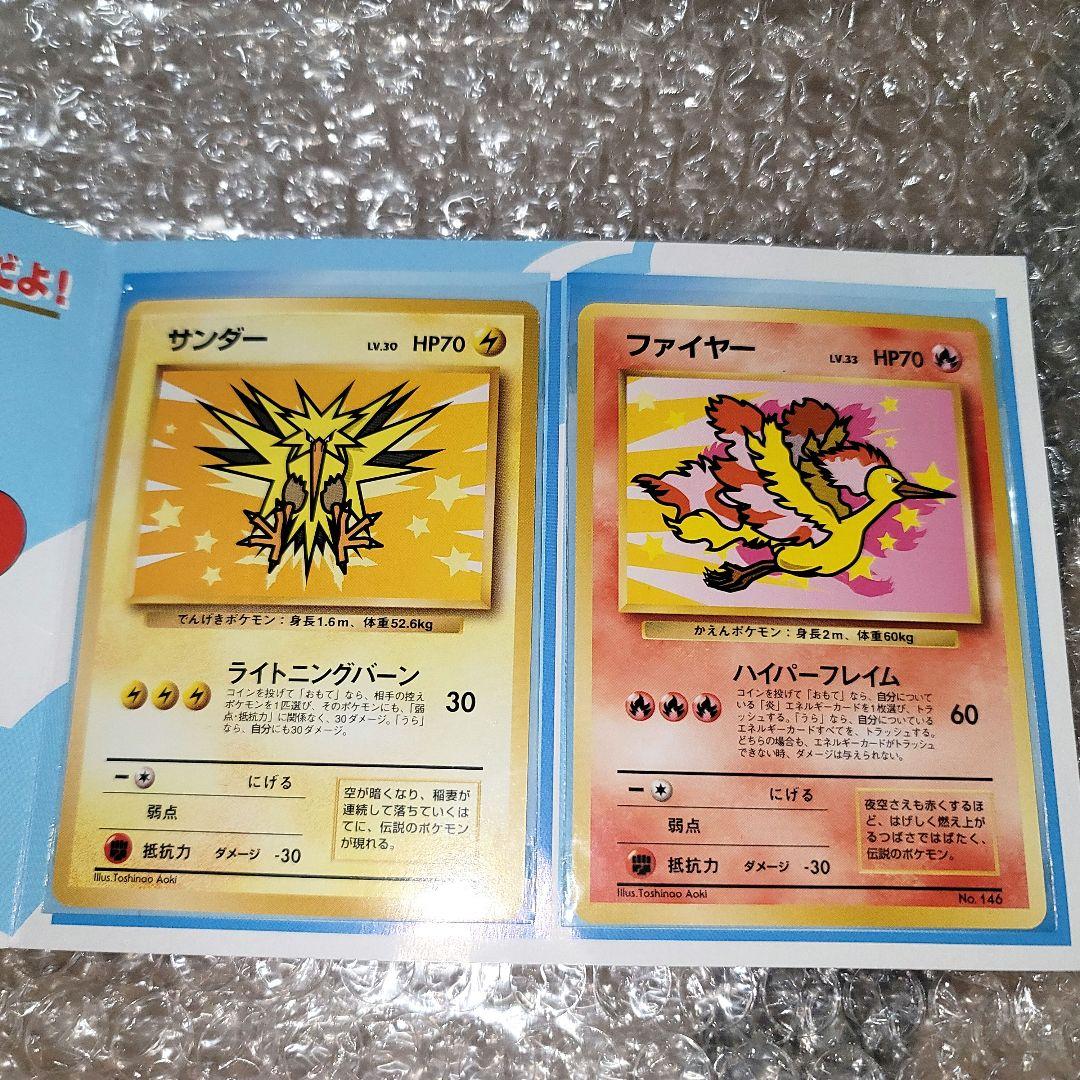 だよ!
サンダー LV.30 HP70
でんげきポケモン：身長1.6m、体重52.6kg
ライトニングバーン 30
コインを投げて「おもて」なら、相手の控え
ポケモンを1匹選び、そのポケモンにも、「弱
点・抵抗力」に関係なく、30ダメージ。「うら」
なら、自分にも30ダメージ。
にげる
弱点
抵抗力 ダメージ -30
空が暗くなり、稲妻が
連続して落ちていくは
てに、伝説のポケモン
が現れる。
Illus.Toshinao Aoki
ファイヤー LV.33 HP70
かえんポケモン：身長2m、体重60kg
ハイパーフレイム 60
コインを投げて「おもて」なら、自分について
いる「炎」エネルギーカードを1枚選び、トラ
ッシュする。「うら」なら、自分についている
エネルギーカードすべてを、トラッシュする。
どちらの場合も、エネルギーカードがトラッシュ
できない時、ダメージは与えられない。
にげる
弱点
抵抗力 ダメージ -30
夜空さえも赤くするほ
ど、はげしく燃え上が
るつばさではばたく、
伝説のポケモン。
Illus.Toshinao Aoki
No. 146